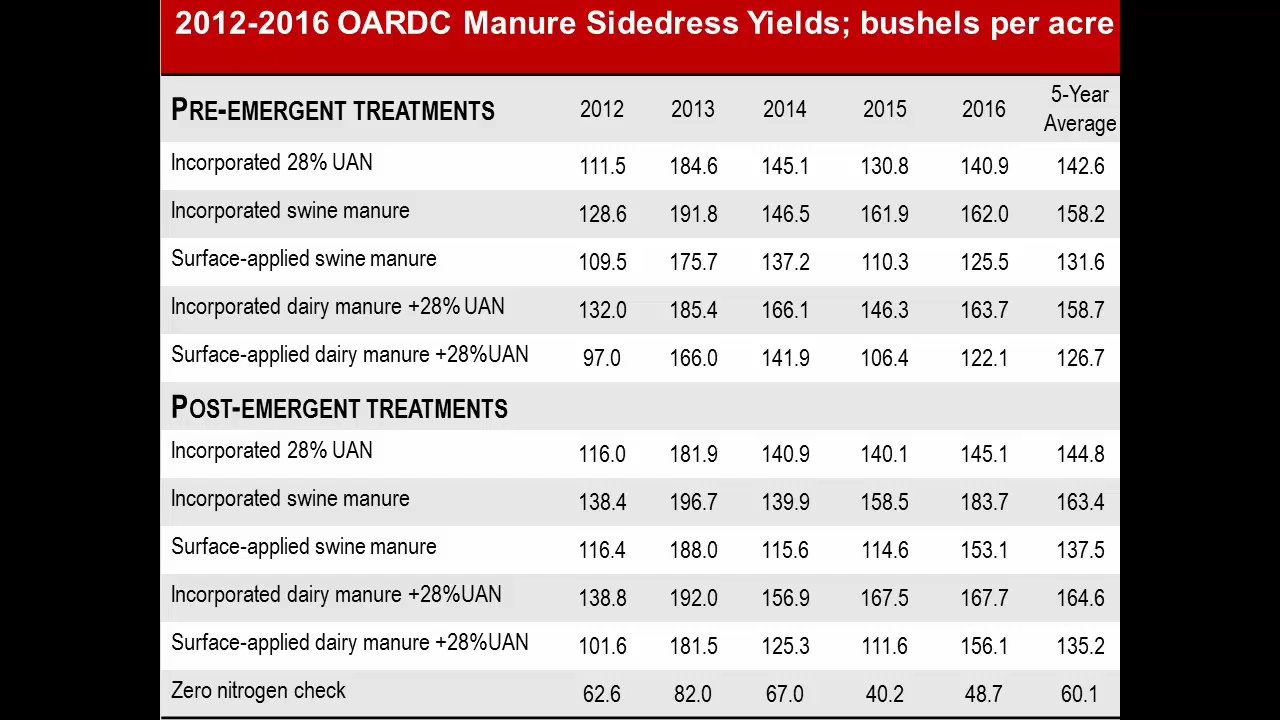 2012-2016 OARDC Manure Sidedress Yields; bushels per acre
PRE-EMERGENT TREATMENTS 2012 2013 2014 2015 2016 5-Year Average
Incorporated 28% UAN 111.5 184.6 145.1 130.8 140.9 142.6
Incorporated swine manure 128.6 191.8 146.5 161.9 162.0 158.2
Surface-applied swine manure 109.5 175.7 137.2 110.3 125.5 131.6
Incorporated dairy manure +28% UAN 132.0 185.4 166.1 146.3 163.7 158.7
Surface-applied dairy manure +28%UAN 97.0 166.0 141.9 106.4 122.1 126.7
POST-EMERGENT TREATMENTS
Incorporated 28% UAN 116.0 181.9 140.9 140.1 145.1 144.8
Incorporated swine manure 138.4 196.7 139.9 158.5 183.7 163.4
Surface-applied swine manure 116.4 188.0 115.6 114.6 153.1 137.5
Incorporated dairy manure +28%UAN 138.8 192.0 156.9 167.5 167.7 164.6
Surface-applied dairy manure +28%UAN 101.6 181.5 125.3 111.6 156.1 135.2
Zero nitrogen check 62.6 82.0 67.0 40.2 48.7 60.1